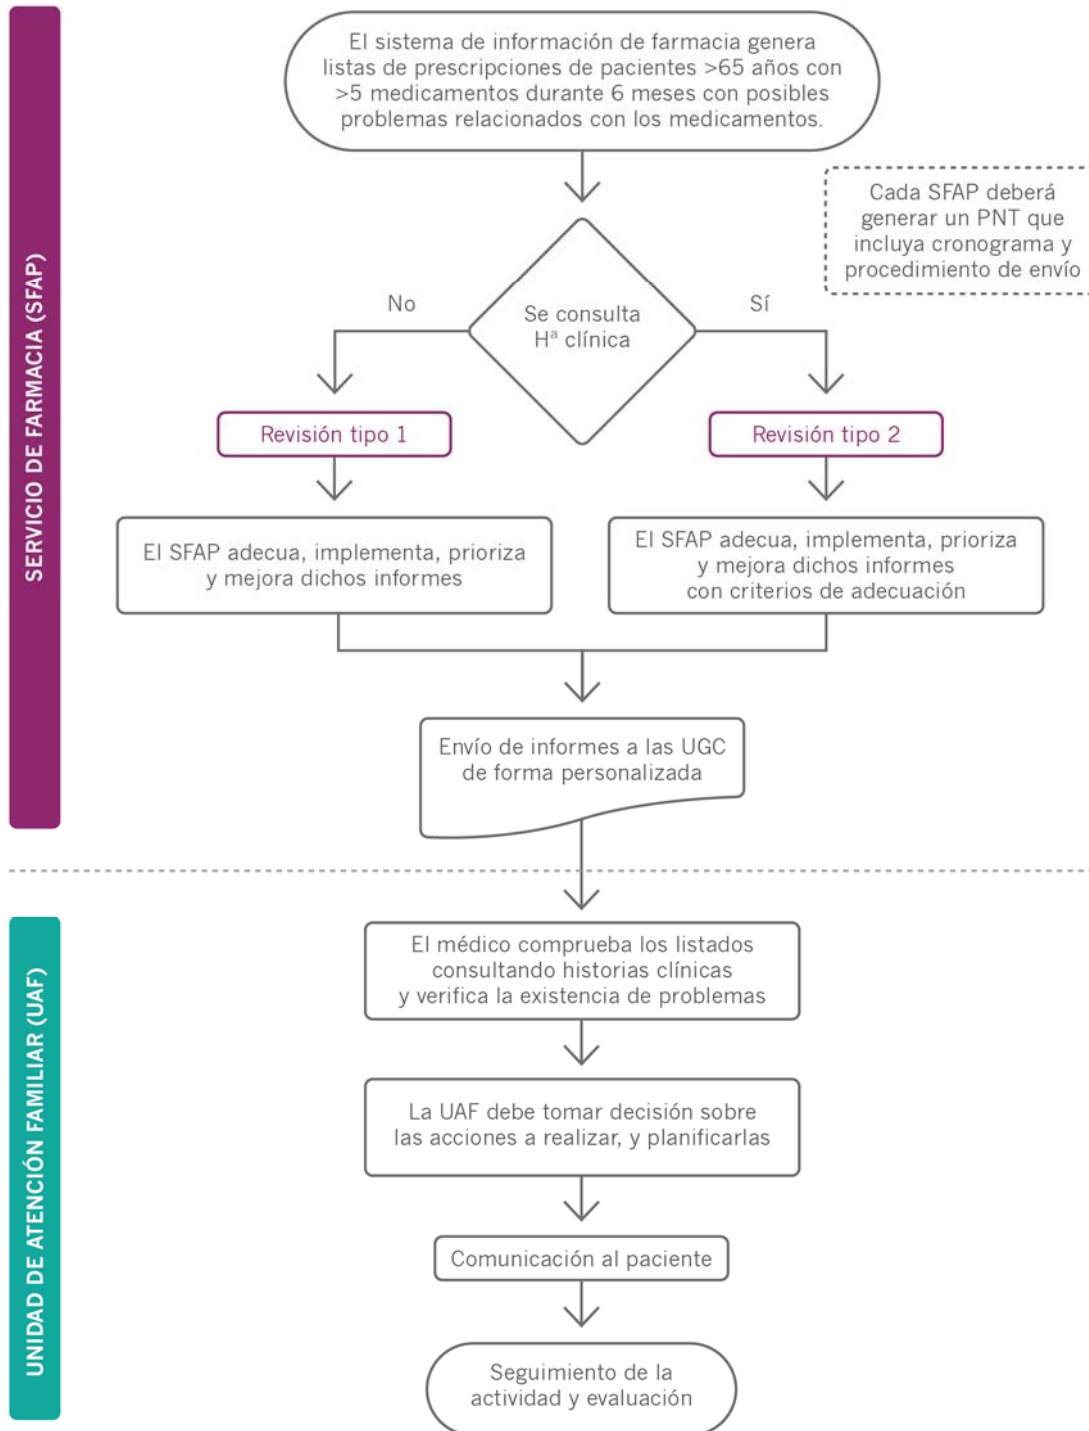 SERVICIO DE FARMACIA (SFAP)
El sistema de información de farmacia genera
listas de prescripciones de pacientes >65 años con
>5 medicamentos durante 6 meses con posibles
problemas relacionados con los medicamentos.
Cada SFAP deberá
generar un PNT que
incluya cronograma y
procedimiento de envío
No
Se consulta
Hª clínica
Sí
Revisión tipo 1
Revisión tipo 2
El SFAP adecua, implementa, prioriza
y mejora dichos informes
El SFAP adecua, implementa, prioriza
y mejora dichos informes
con criterios de adecuación
Envío de informes a las UGC
de forma personalizada
UNIDAD DE ATENCIÓN FAMILIAR (UAF)
El médico comprueba los listados
consultando historias clínicas
y verifica la existencia de problemas
La UAF debe tomar decisión sobre
las acciones a realizar, y planificarlas
Comunicación al paciente
Seguimiento de la
actividad y evaluación